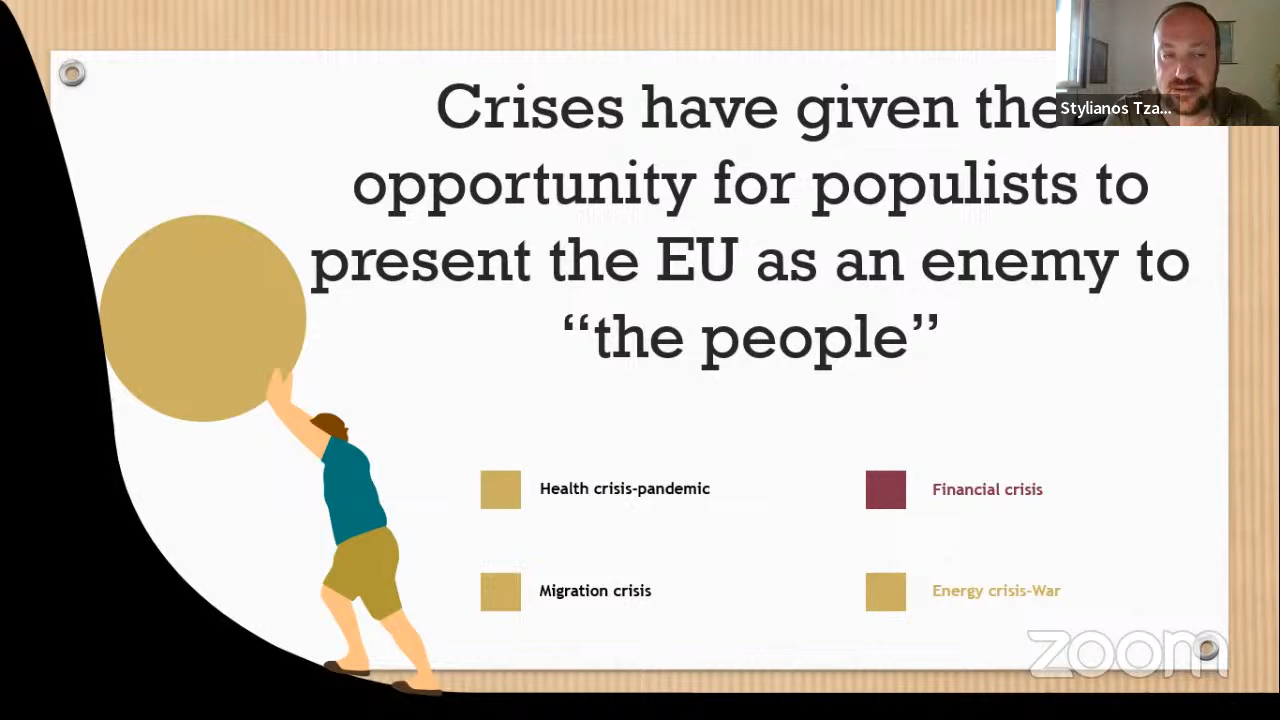 Crises have given the
opportunity for populists to
present the EU as an enemy to
“the people”
Stylianos Tza...
Health crisis-pandemic
Financial crisis
Migration crisis
Energy crisis-War
zoom